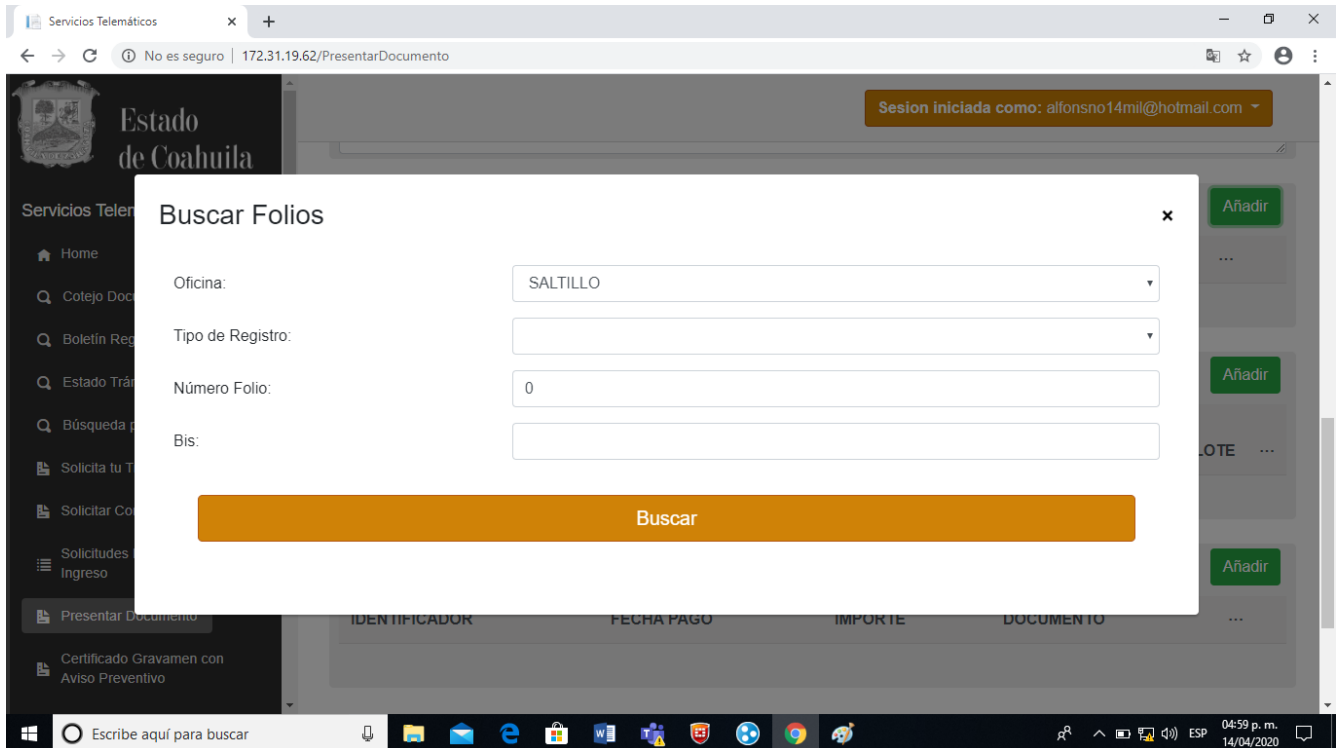 Servicios Telemáticos
No es seguro | 172.31.19.62/PresentarDocumento
Estado
de Coahuila
Sesion iniciada como: alfonsno14mil@hotmail.com
Servicios Telen
Añadir
Buscar Folios
×
Home
...
Oficina:
SALTILLO
Cotejo Doc
Tipo de Registro:
Boletín Reg
Añadir
Estado Trár
Número Folio:
0
Búsqueda p
Bis:
LOTE ...
Solicita tu T
Solicitar Co
Buscar
Solicitudes
Ingreso
Añadir
Presentar Documento
IDENTIFICADOR FECHA PAGO IMPORTE DOCUMENTO ...
Certificado Gravamen con
Aviso Preventivo
Escribe aquí para buscar
ESP
04:59 p. m.
14/04/2020